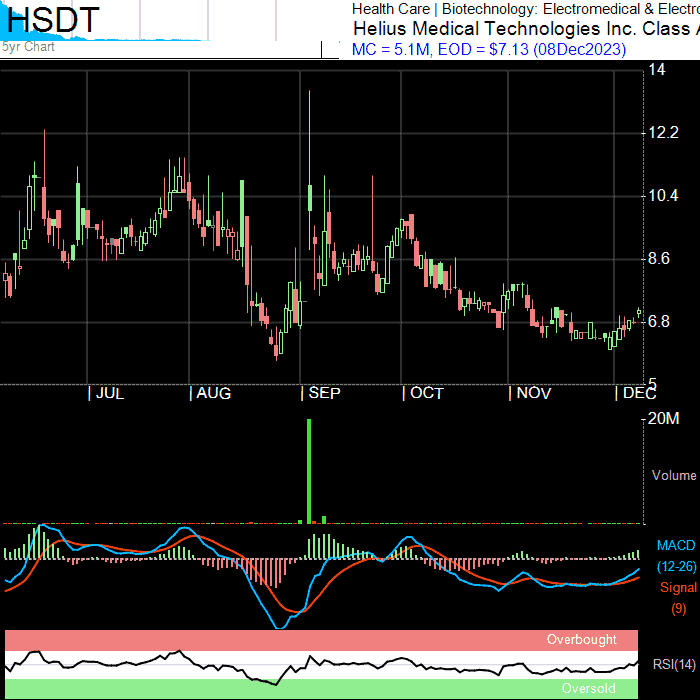 HSDT
Health Care | Biotechnology: Electromedical & Electro
Helius Medical Technologies Inc. Class A
5yr Chart
MC = 5.1M, EOD = $7.13 (08Dec2023)
14
12.2
10.4
8.6
6.8
5
| JUL | AUG | SEP | OCT | NOV | DEC
20M
Volume
MACD
(12-26)
Signal
(9)
Overbought
RSI(14)
Oversold